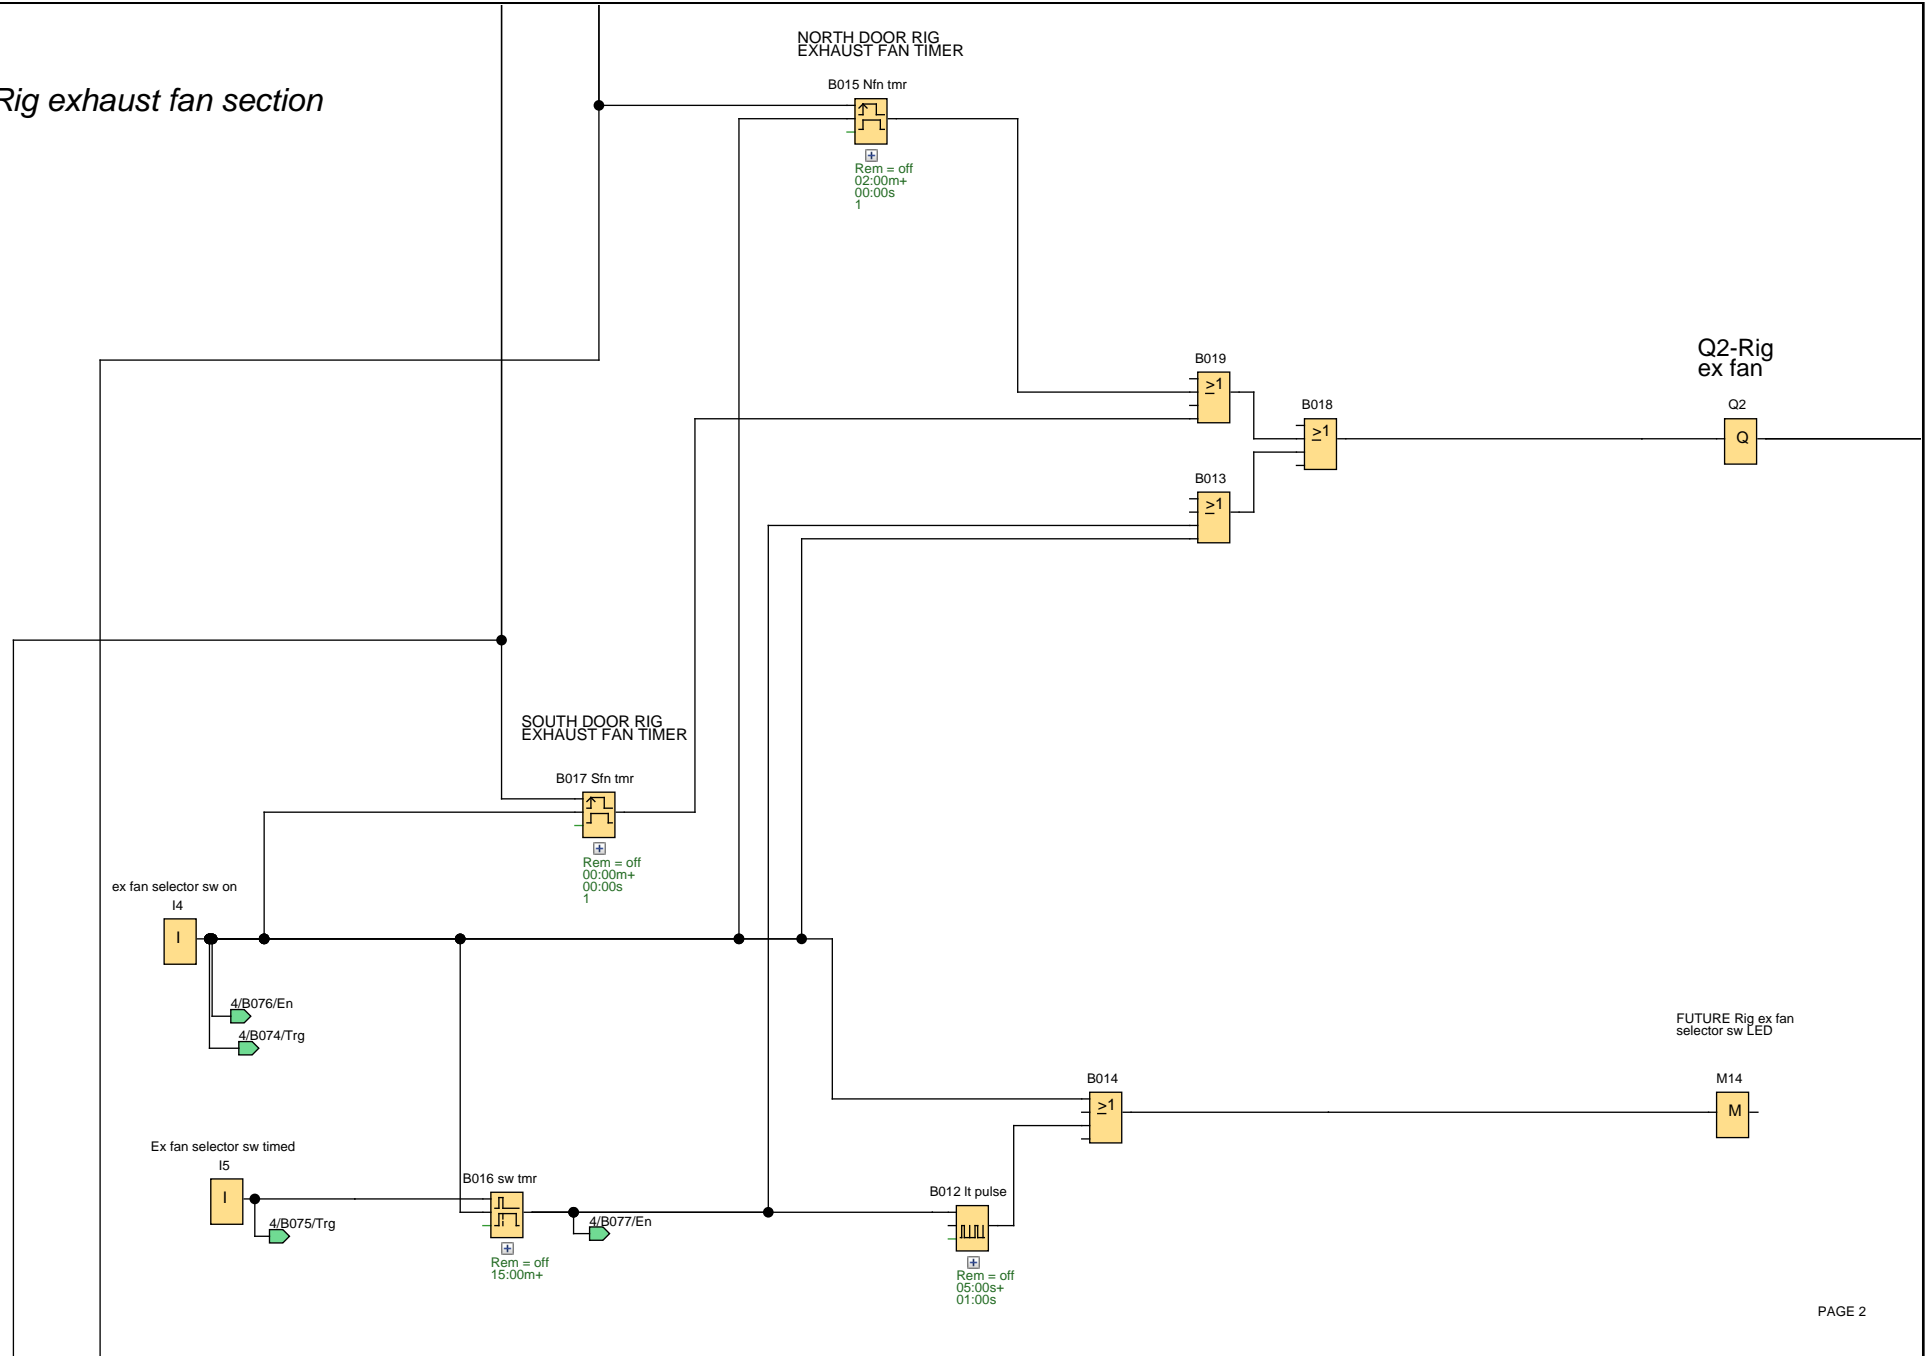 NORTH DOOR RIG
EXHAUST FAN TIMER
Rig exhaust fan section
B015 Nfn tmr
Rem = off
02:00m+
00:00s
1
B019
≥1
Q2-Rig
ex fan
B018
≥1
Q2
Q
B013
≥1
SOUTH DOOR RIG
EXHAUST FAN TIMER
B017 Sfn tmr
Rem = off
00:00m+
00:00s
1
ex fan selector sw on
I4
I
4/B076/En
4/B074/Trg
FUTURE Rig ex fan
selector sw LED
B014
≥1
M14
M
Ex fan selector sw timed
I5
I
4/B075/Trg
B016 sw tmr
Rem = off
15:00m+
4/B077/En
B012 lt pulse
Rem = off
05:00s+
01:00s
PAGE 2